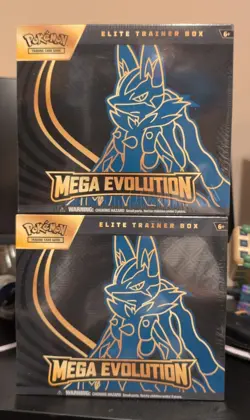 ELITE TRAINER BOX
6+
POKéMON
TRADING CARD GAME
MEGA EVOLUTION
WARNING:
ELITE TRAINER BOX
6+
POKéMON
TRADING CARD GAME
MEGA EVOLUTION
WARNING: